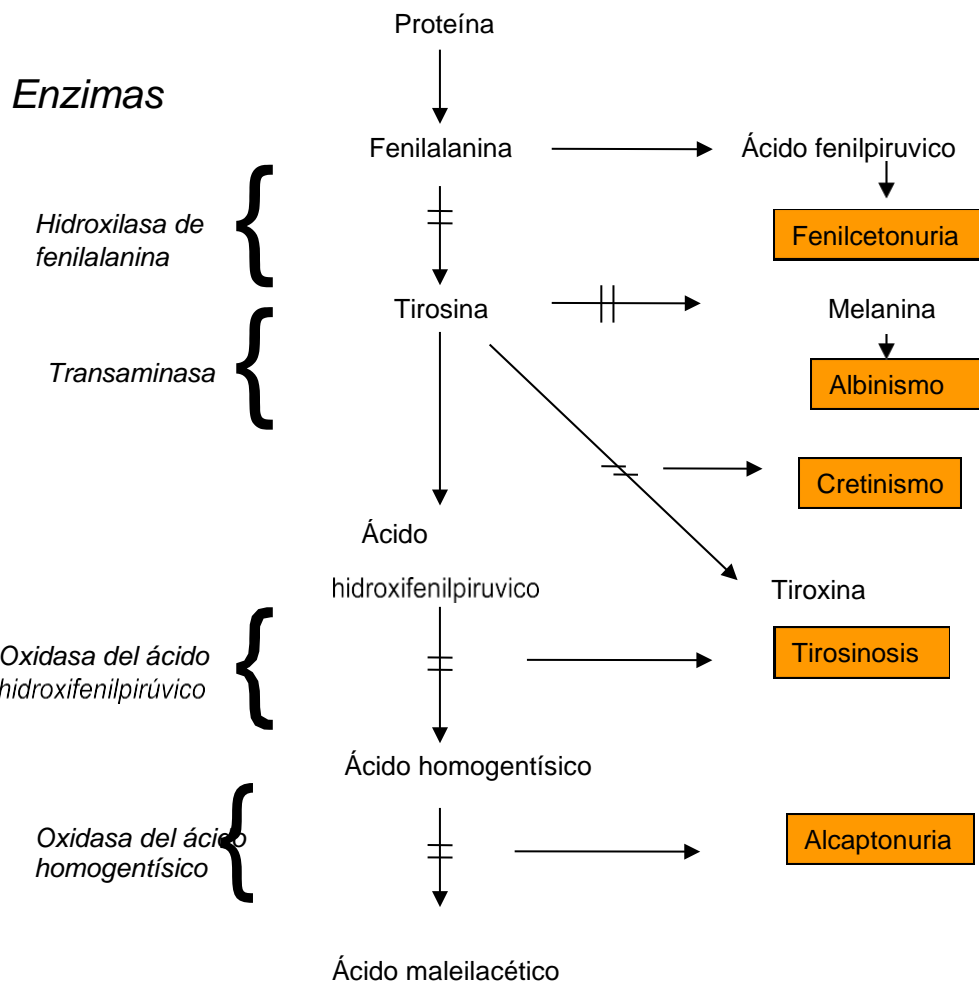 Proteína
Enzimas
Fenilalanina
Ácido fenilpiruvico
Hidroxilasa de
fenilalanina
Fenilcetonuria
Tirosina
Melanina
Transaminasa
Albinismo
Cretinismo
Ácido
hidroxifenilpiruvico
Tiroxina
Oxidasa del ácido
hidroxifenilpirúvico
Tirosinosis
Ácido homogentísico
Oxidasa del ácido
homogentísico
Alcaptonuria
Ácido maleilacético